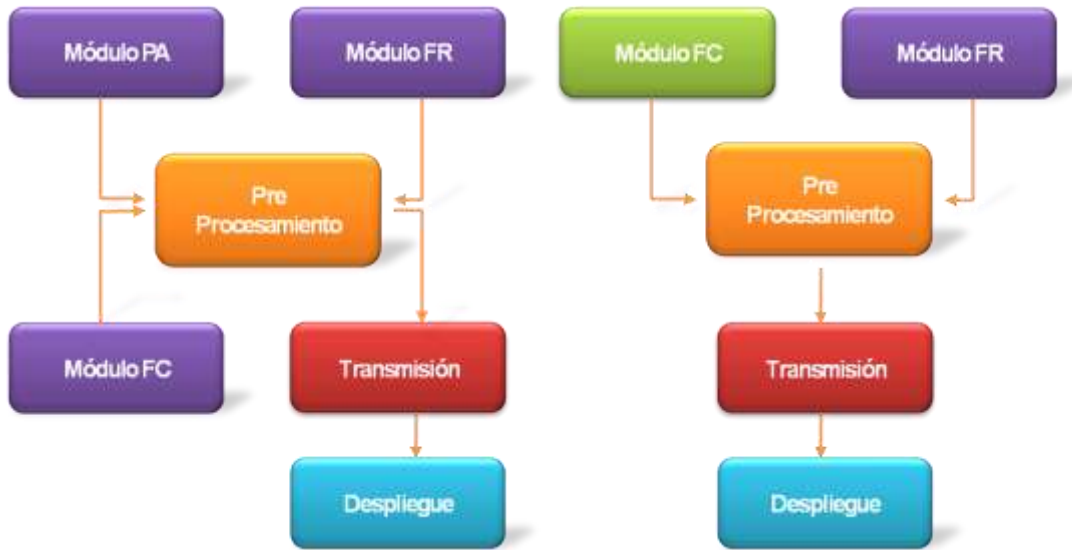 Módulo PA
Módulo FR
Pre
Procesamiento
Módulo FC
Transmisión
Despliegue
Módulo FC
Módulo FR
Pre
Procesamiento
Transmisión
Despliegue